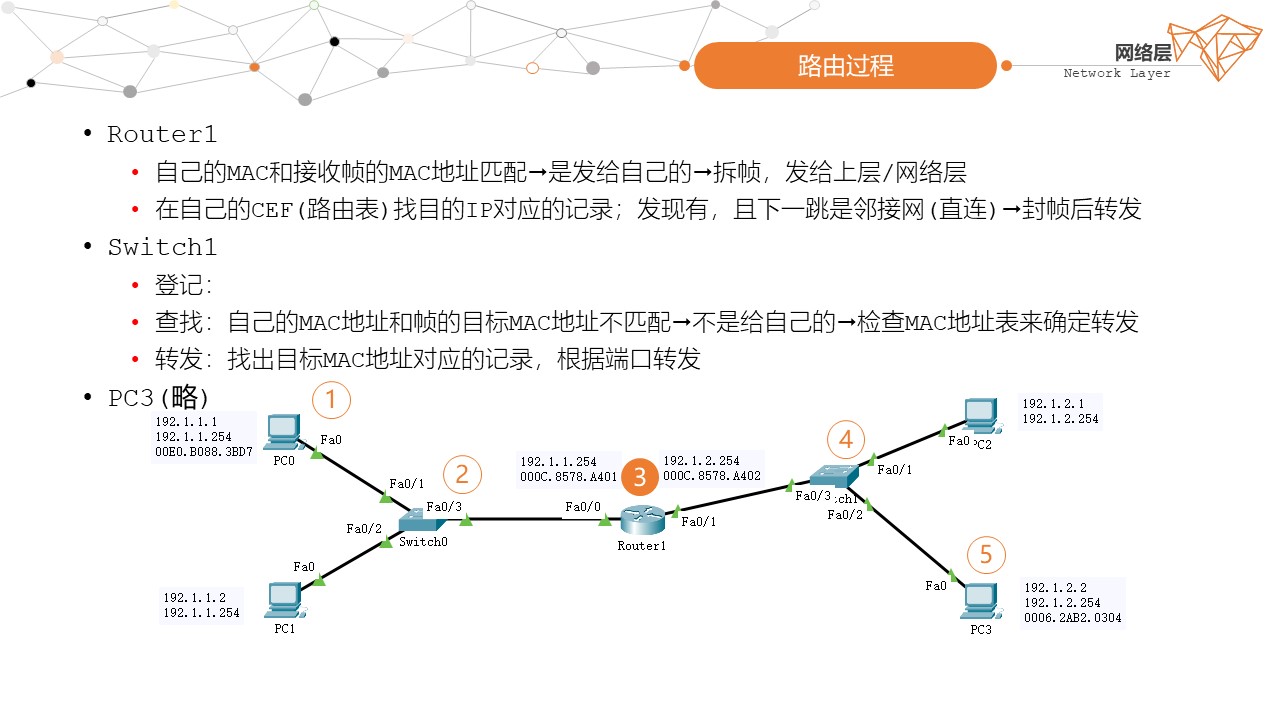 路由过程
网络层
Network Layer
• Router1
• 自己的MAC和接收帧的MAC地址匹配→是发给自己的→拆帧，发给上层/网络层
• 在自己的CEF(路由表)找目的IP对应的记录；发现有，且下一跳是邻接网(直连)→封帧后转发
• Switch1
• 登记：
• 查找：自己的MAC地址和帧的目标MAC地址不匹配→不是给自己的→检查MAC地址表来确定转发
• 转发：找出目标MAC地址对应的记录，根据端口转发
• PC3(略)
1
192.1.1.1
192.1.1.254
00E0.B088.3BD7
PC0
Fa0
2
Fa0/1
Fa0/3
Fa0/2
Switch0
Fa0
192.1.1.2
192.1.1.254
PC1
192.1.1.254
000C.8578.A401
3
192.1.2.254
000C.8578.A402
Fa0/0
Fa0/1
Router1
4
Fa0/1
Fa0/3
ch1
Fa0/2
Fa0
PC2
192.1.2.1
192.1.2.254
5
Fa0
PC3
192.1.2.2
192.1.2.254
0006.2AB2.0304